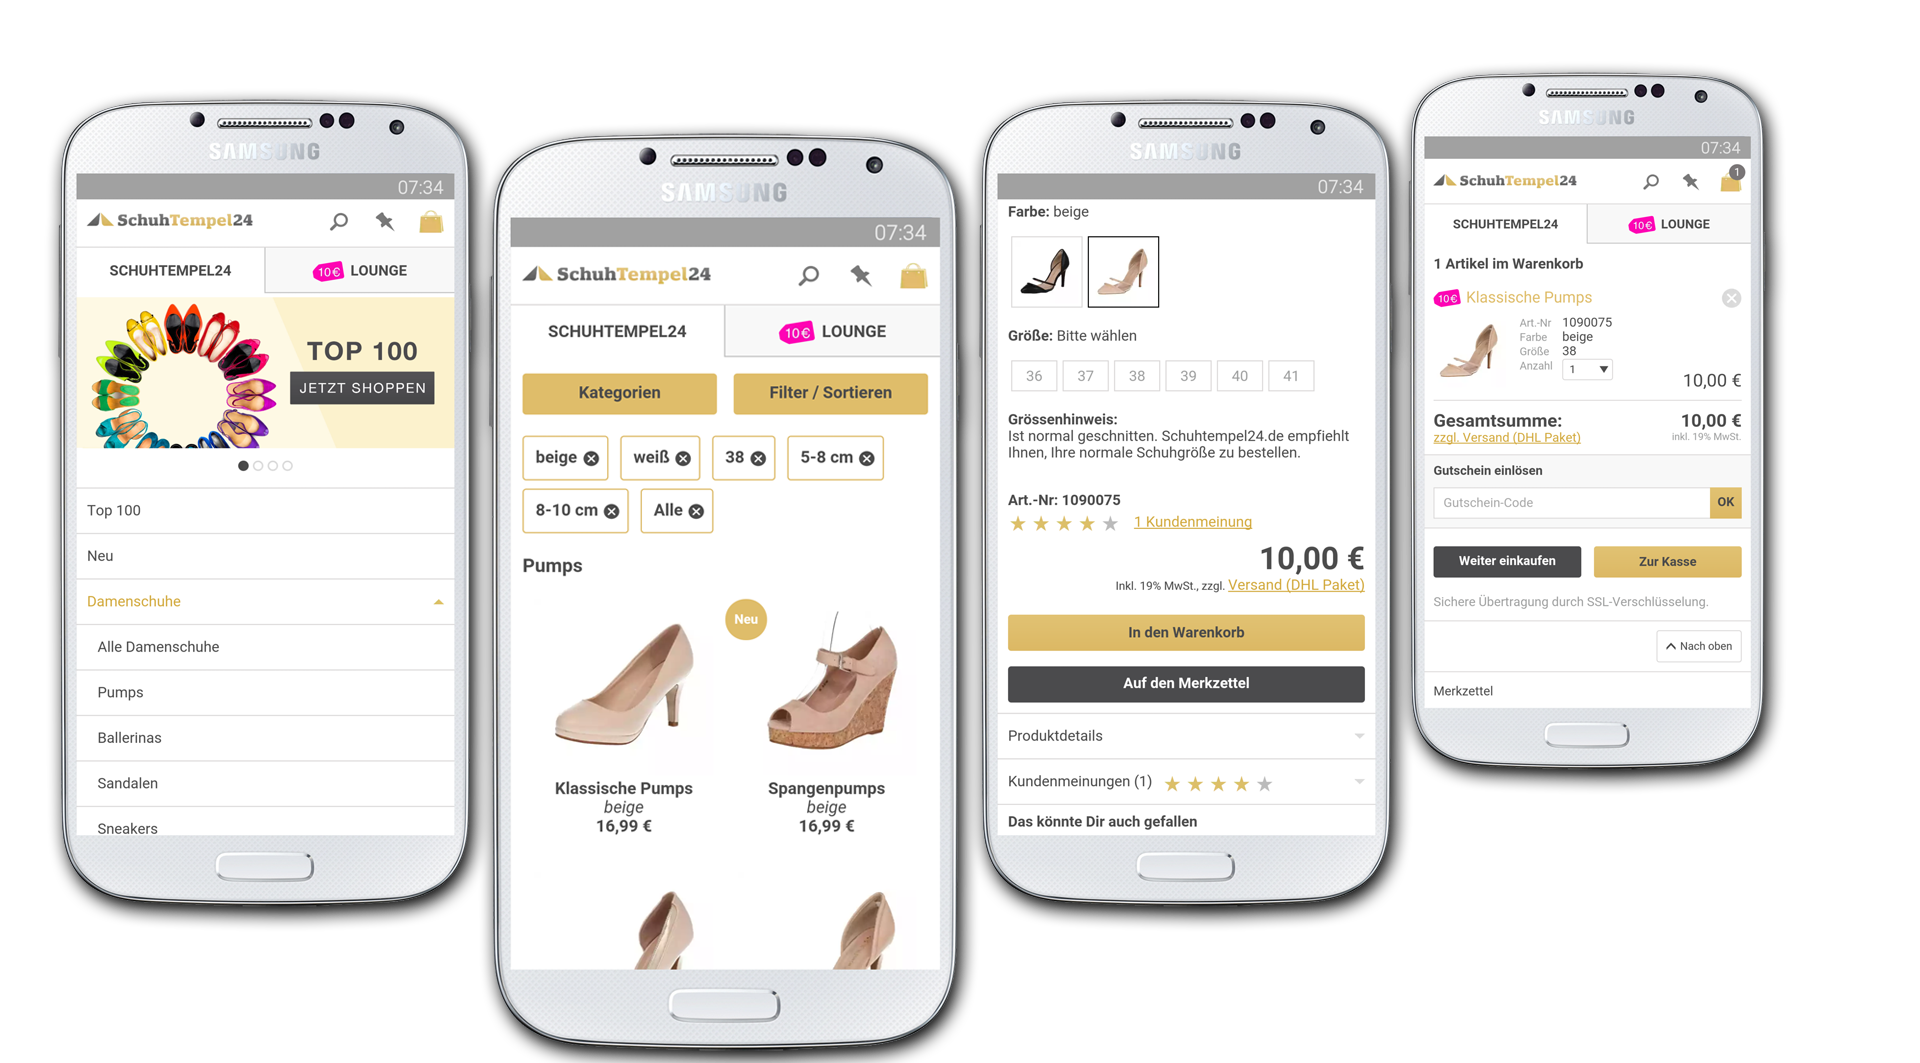 SAMSUNG
07:34
SchuhTempel24
SCHUHTEMPEL24
10€ LOUNGE
TOP 100
JETZT SHOPPEN
Top 100
Neu
Damenschuhe
Alle Damenschuhe
Pumps
Ballerinas
Sandalen
Sneakers
SAMSUNG
07:34
SchuhTempel24
SCHUHTEMPEL24
10€ LOUNGE
Kategorien
Filter / Sortieren
beige
weiß
38
5-8 cm
8-10 cm
Alle
Pumps
Neu
Klassische Pumps
beige
16,99 €
Spangenpumps
beige
16,99 €
SAMSUNG
07:34
Farbe: beige
Größe: Bitte wählen
36 37 38 39 40 41
Grössenhinweis:
Ist normal geschnitten. Schuhtempel24.de empfiehlt
Ihnen, Ihre normale Schuhgröße zu bestellen.
Art.-Nr: 1090075
1 Kundenmeinung
10,00 €
Inkl. 19% MwSt., zzgl. Versand (DHL Paket)
In den Warenkorb
Auf den Merkzettel
Produktdetails
Kundenmeinungen (1)
Das könnte Dir auch gefallen
SAMSUNG
07:34
SchuhTempel24
1
SCHUHTEMPEL24
10€ LOUNGE
1 Artikel im Warenkorb
10€ Klassische Pumps
Art.-Nr 1090075
Farbe beige
Größe 38
Anzahl 1
10,00 €
Gesamtsumme: 10,00 €
zzgl. Versand (DHL Paket) inkl. 19% MwSt.
Gutschein einlösen
Gutschein-Code OK
Weiter einkaufen
Zur Kasse
Sichere Übertragung durch SSL-Verschlüsselung.
Nach oben
Merkzettel